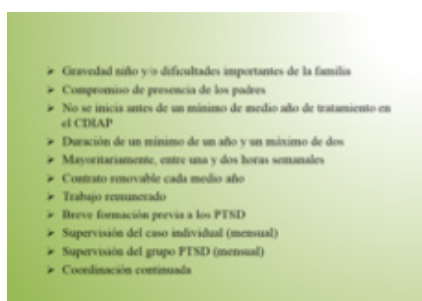 ➢ Gravedad niño y/o dificultades importantes de la familia
➢ Compromiso de presencia de los padres
➢ No se inicia antes de un mínimo de medio año de tratamiento en
el CDIAP
➢ Duración de un mínimo de un año y un máximo de dos
➢ Mayoritariamente, entre una y dos horas semanales
➢ Contrato renovable cada medio año
➢ Trabajo remunerado
➢ Breve formación previa a los PTSD
➢ Supervisión del caso individual (mensual)
➢ Supervisión del grupo PTSD (mensual)
➢ Coordinación continuada